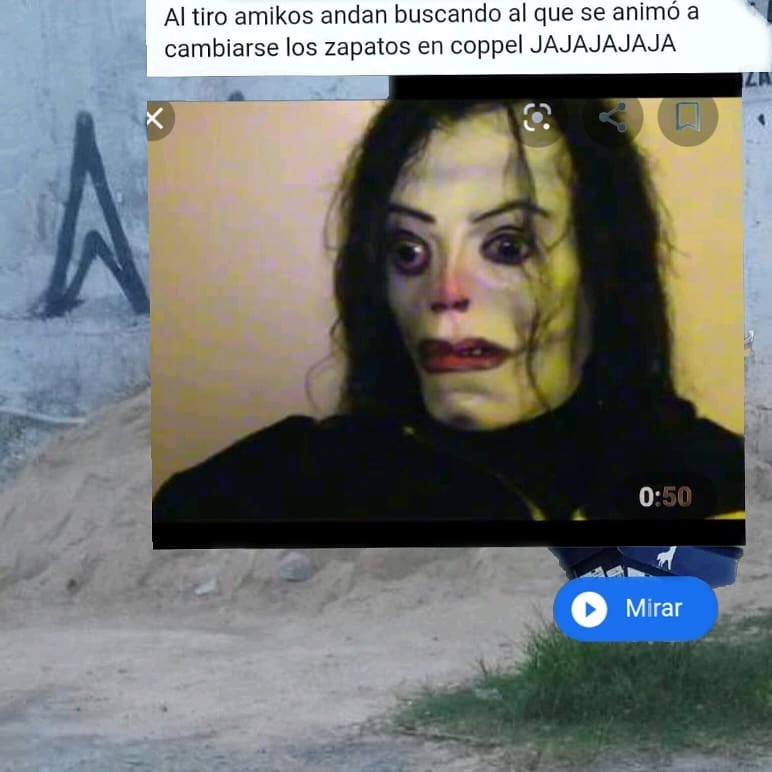 Al tiro amikos andan buscando al que se animó a
cambiarse los zapatos en coppel JAJAJAJAJA
0:50
Mirar